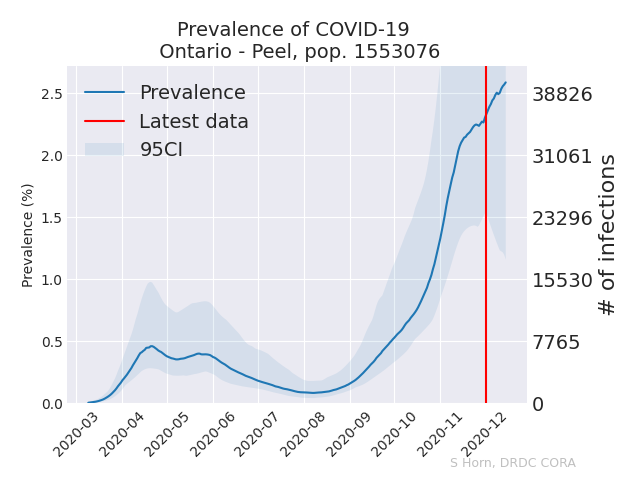 Prevalence of COVID-19
Ontario - Peel, pop. 1553076
Prevalence
Latest data
95CI
Prevalence (%)
2.5
2.0
1.5
1.0
0.5
0.0
38826
31061
23296
15530
7765
0
# of infections
2020-03
2020-04
2020-05
2020-06
2020-07
2020-08
2020-09
2020-10
2020-11
2020-12
S Horn, DRDC CORA